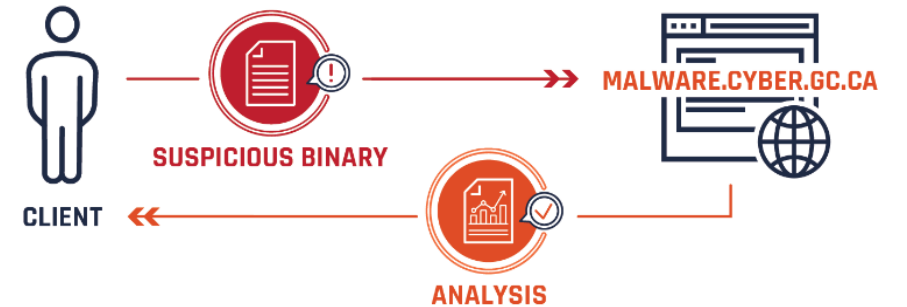 MALWARE.CYBER.GC.CA
SUSPICIOUS BINARY
CLIENT
ANALYSIS